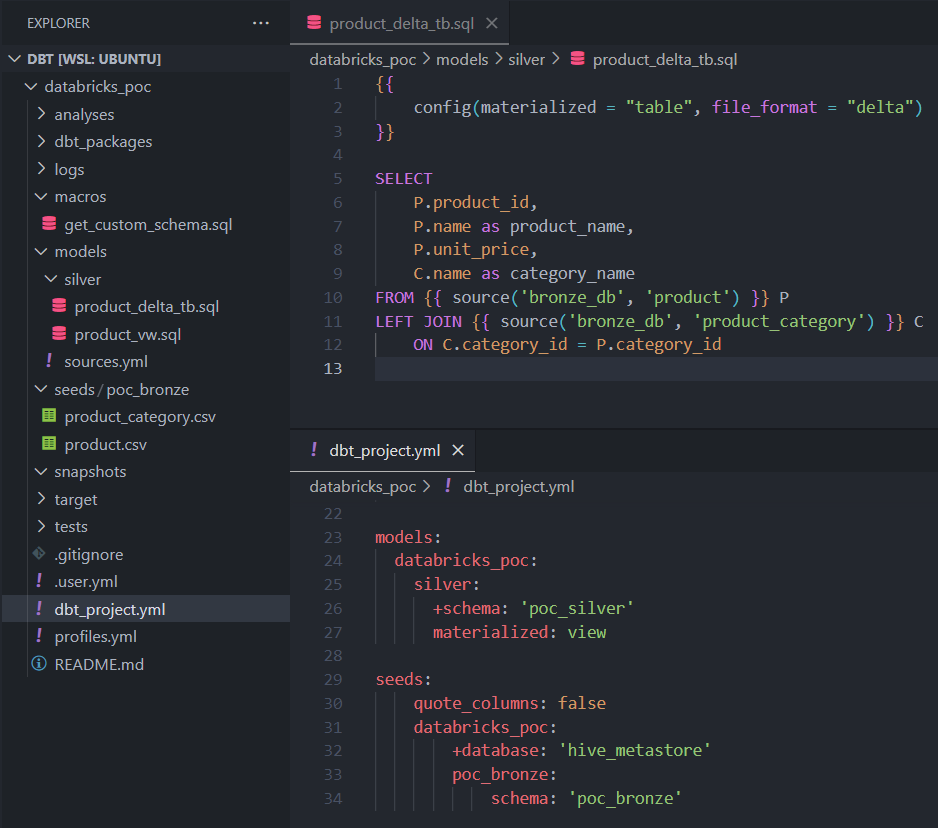 EXPLORER
DBT [WSL: UBUNTU]
databricks_poc
analyses
dbt_packages
logs
macros
get_custom_schema.sql
models
silver
product_delta_tb.sql
product_vw.sql
sources.yml
seeds/poc_bronze
product_category.csv
product.csv
snapshots
target
tests
.gitignore
.user.yml
dbt_project.yml
profiles.yml
README.md
product_delta_tb.sql
databricks_poc > models > silver > product_delta_tb.sql
1 {{
2     config(materialized = "table", file_format = "delta")
3 }}
4
5 SELECT
6     P.product_id,
7     P.name as product_name,
8     P.unit_price,
9     C.name as category_name
10 FROM {{ source('bronze_db', 'product') }} P
11 LEFT JOIN {{ source('bronze_db', 'product_category') }} C
12     ON C.category_id = P.category_id
13
! dbt_project.yml
databricks_poc > ! dbt_project.yml
22
23 models:
24   databricks_poc:
25     silver:
26       +schema: 'poc_silver'
27       materialized: view
28
29 seeds:
30     quote_columns: false
31     databricks_poc:
32         +database: 'hive_metastore'
33         poc_bronze:
34             schema: 'poc_bronze'